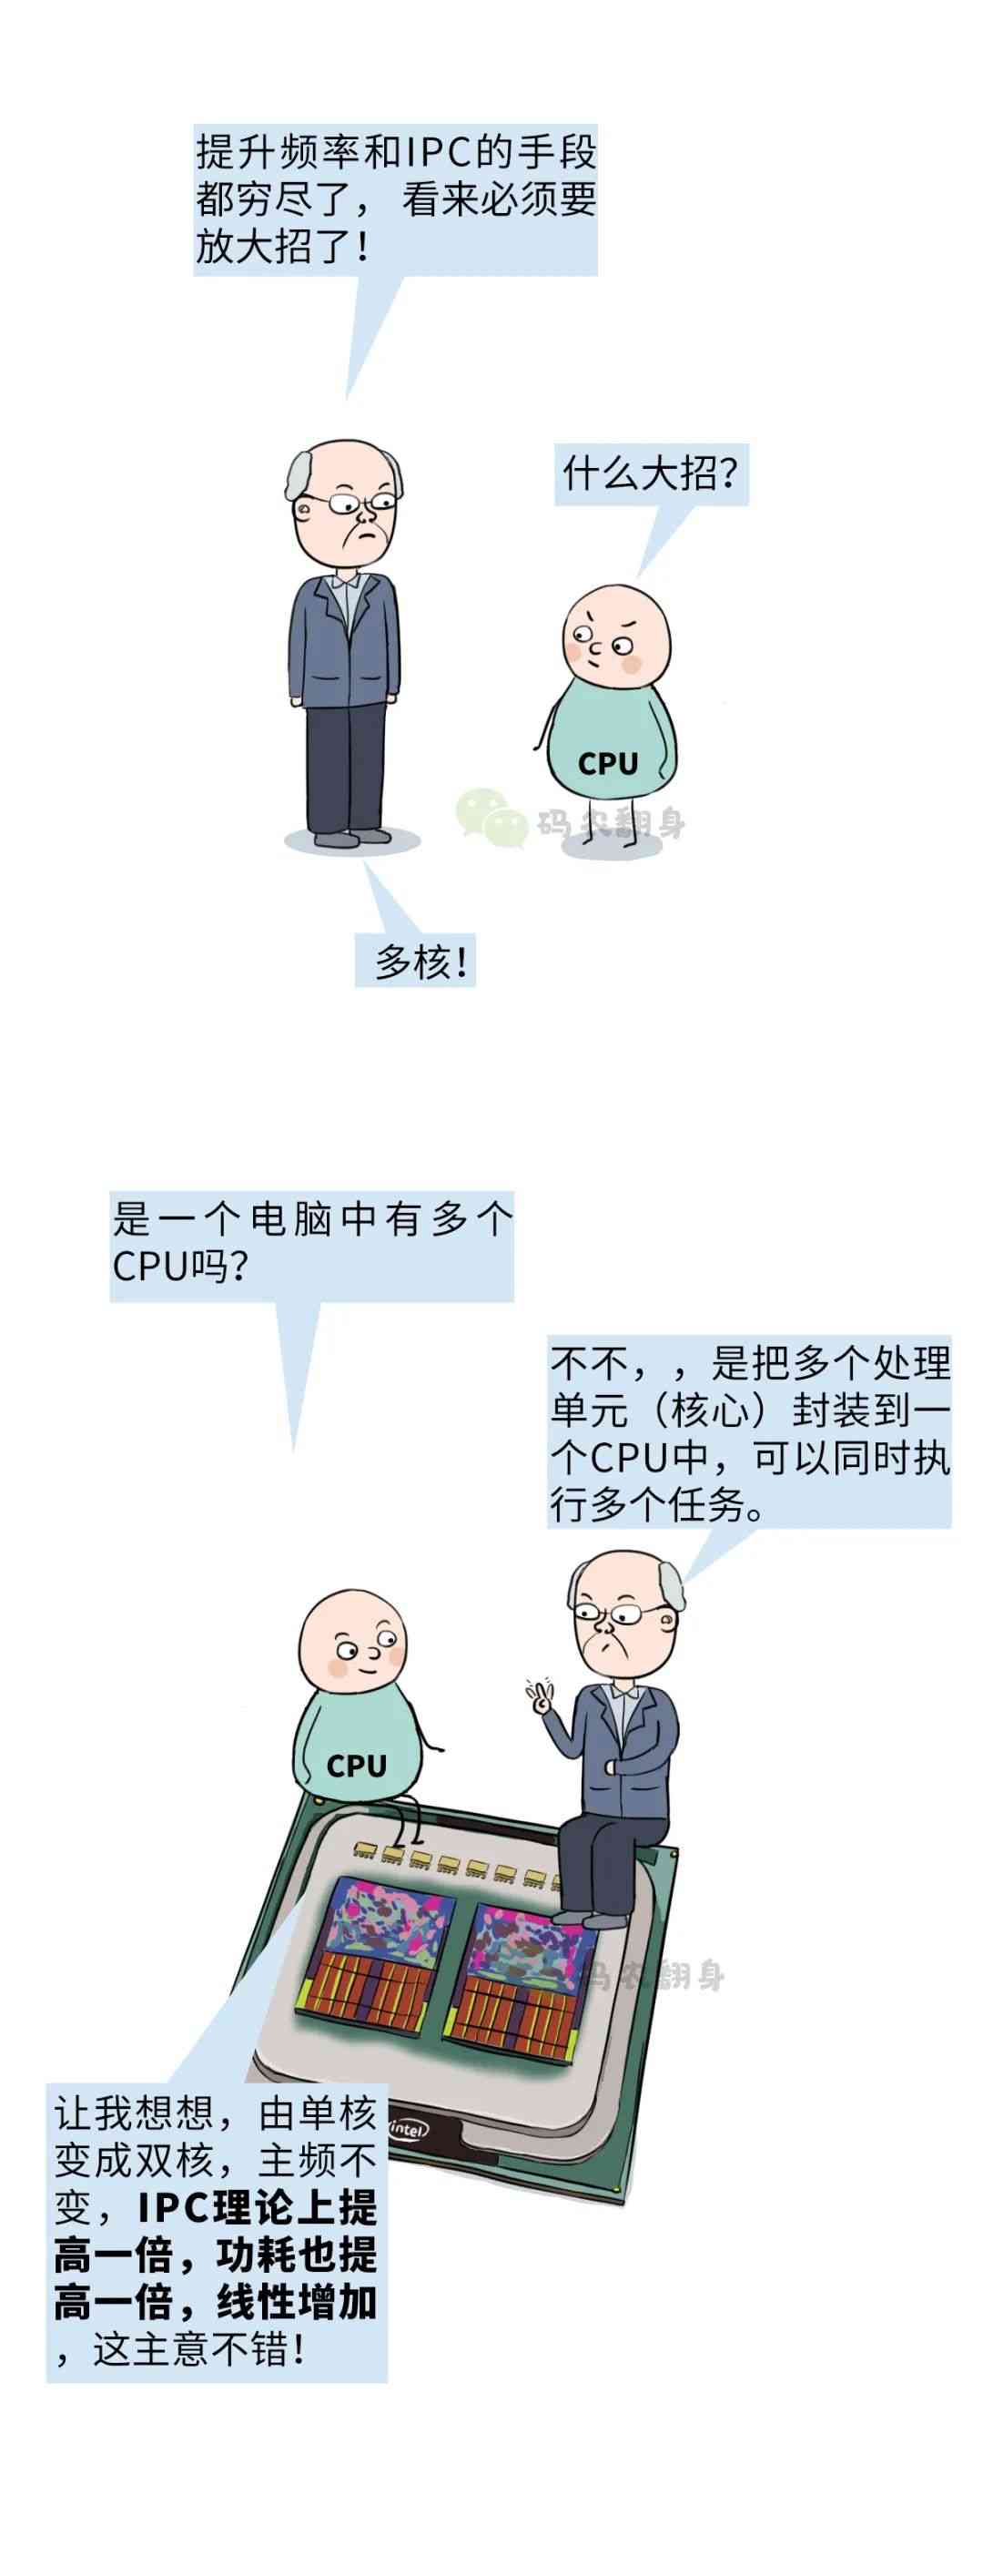 提升频率和IPC的手段
都穷尽了， 看来必须要
放大招了！
什么大招？
CPU
码农翻身
多核！
是一个电脑中有多个
CPU吗？
不不，，是把多个处理
单元（核心）封装到一
个CPU中，可以同时执
行多个任务。
CPU
码农翻身
intel
让我想想，由单核
变成双核，主频不
变，IPC理论上提
高一倍，功耗也提
高一倍，线性增加
，这主意不错！